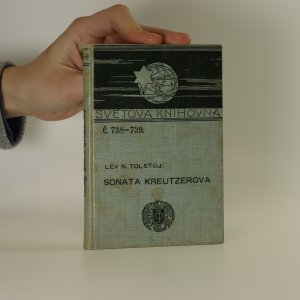 SVĚTOVÁ KNIHOVNA
Č. 738–739.
LEV N. TOLSTOJ:
SONATA KREUTZEROVA